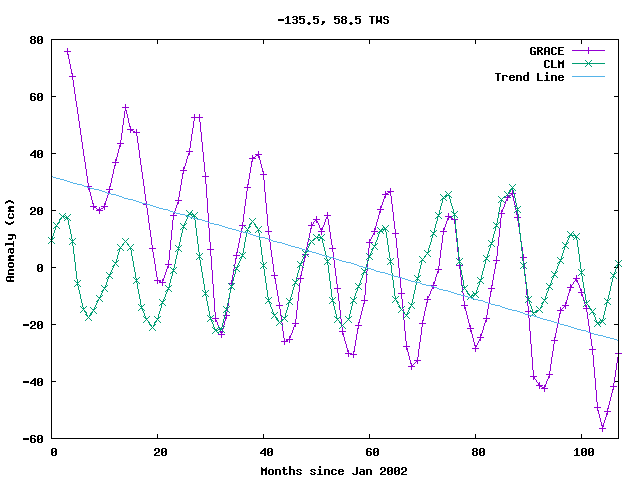 -135.5, 58.5 TWS
GRACE
CLM
Trend Line
80
60
40
20
0
-20
-40
-60
Anomaly (cm)
0 20 40 60 80 100
Months since Jan 2002